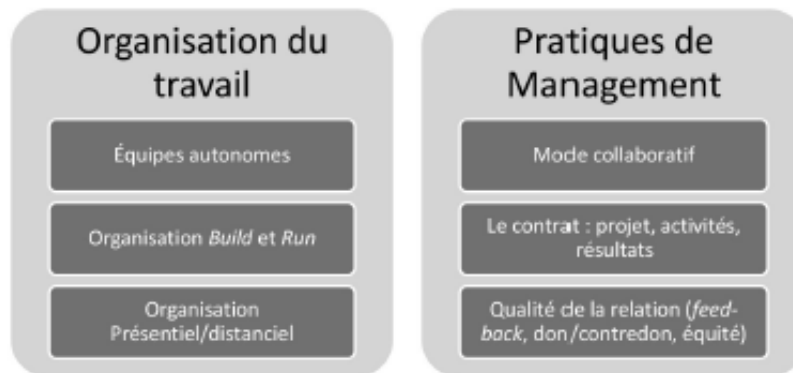 Organisation du
travail
Équipes autonomes
Organisation Build et Run
Organisation
Présentiel/distanciel
Pratiques de
Management
Mode collaboratif
Le contrat : projet, activités,
résultats
Qualité de la relation (feed-
back, don/contredon, équité)